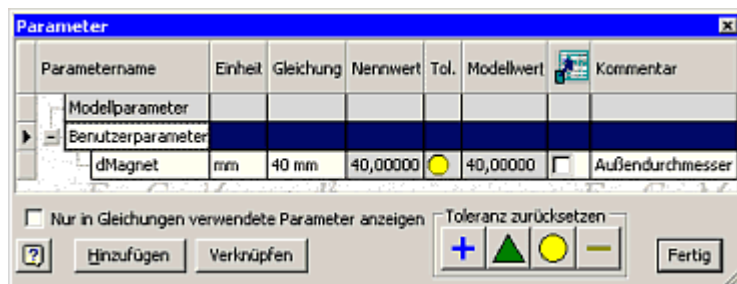 Parameter
Parametername Einheit Gleichung Nennwert Tol. Modellwert Kommentar
Modellparameter
Benutzerparameter
dMagnet mm 40 mm 40,00000 40,00000 Außendurchmesser
Nur in Gleichungen verwendete Parameter anzeigen
Toleranz zurücksetzen
Hinzufügen Verknüpfen Fertig